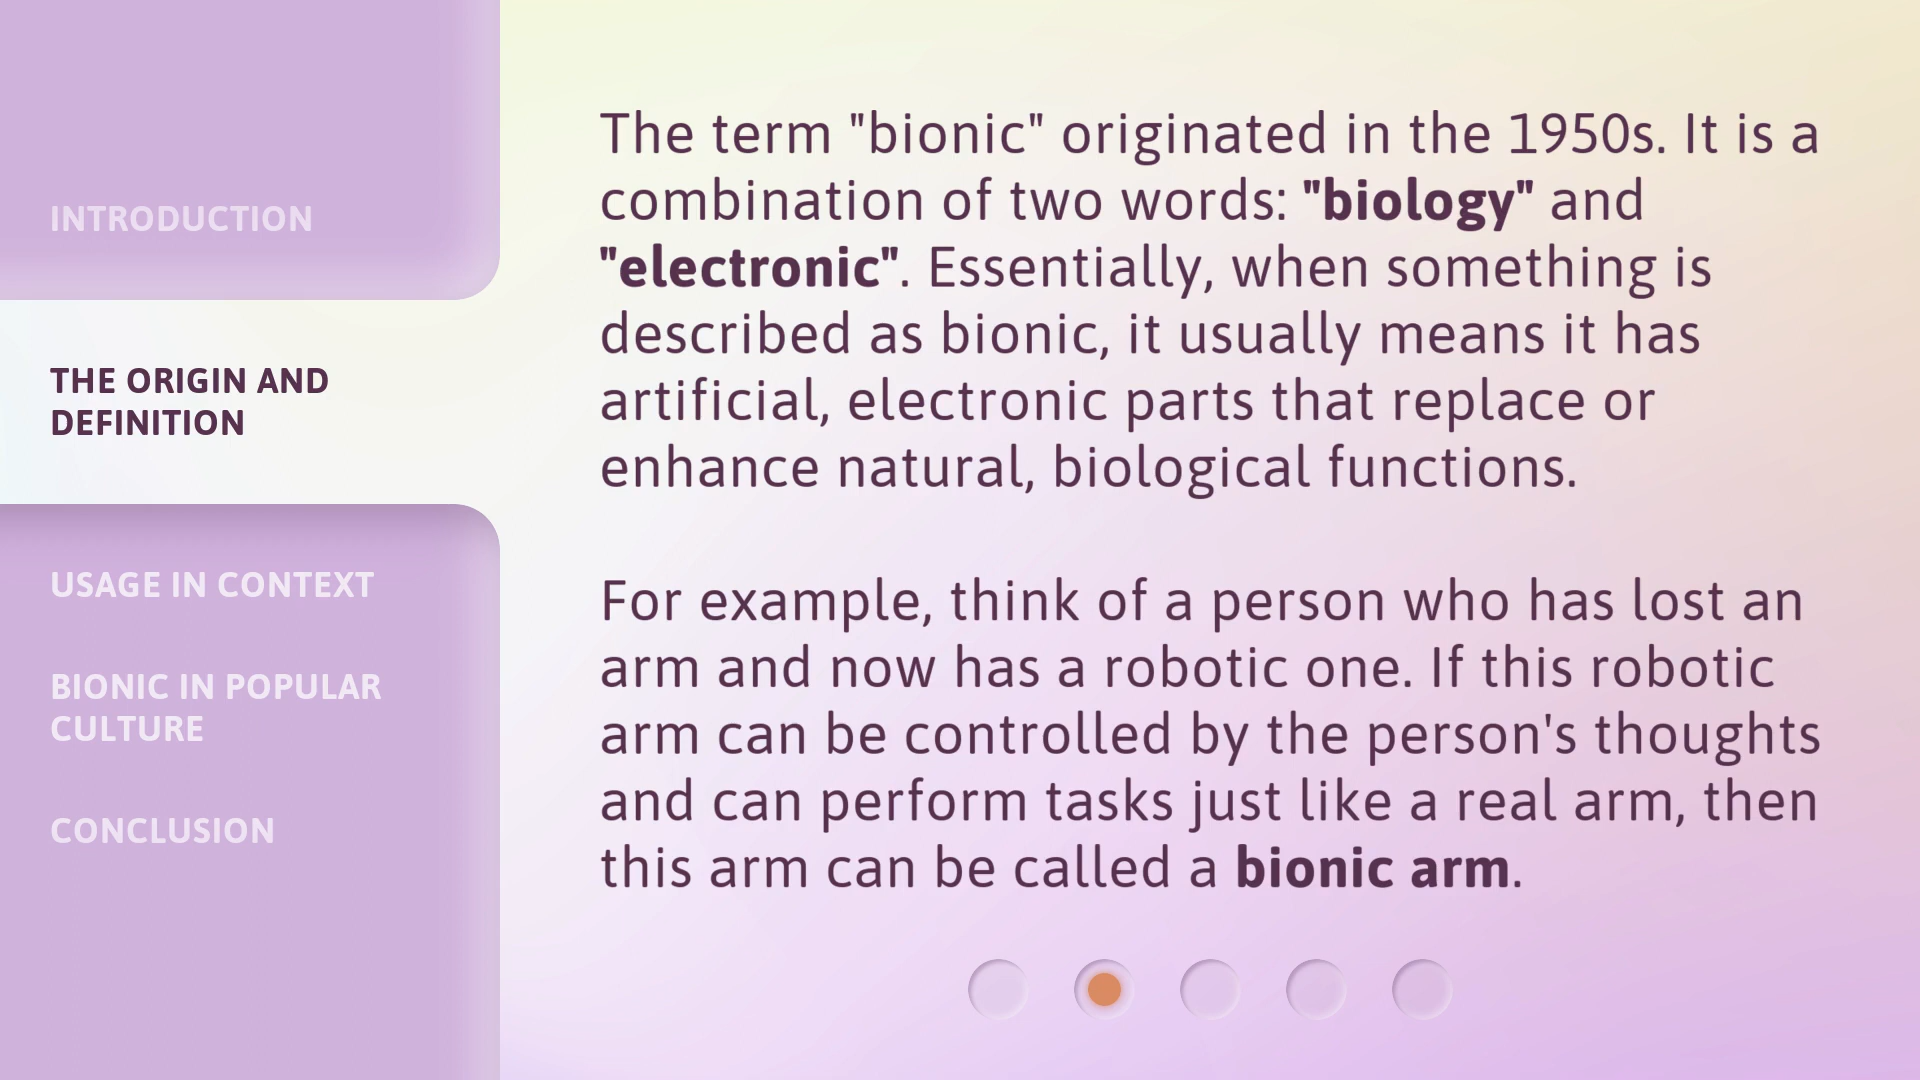 INTRODUCTION
THE ORIGIN AND
DEFINITION
USAGE IN CONTEXT
BIONIC IN POPULAR
CULTURE
CONCLUSION
The term "bionic" originated in the 1950s. It is a
combination of two words: "biology" and
"electronic". Essentially, when something is
described as bionic, it usually means it has
artificial, electronic parts that replace or
enhance natural, biological functions.
For example, think of a person who has lost an
arm and now has a robotic one. If this robotic
arm can be controlled by the person's thoughts
and can perform tasks just like a real arm, then
this arm can be called a bionic arm.